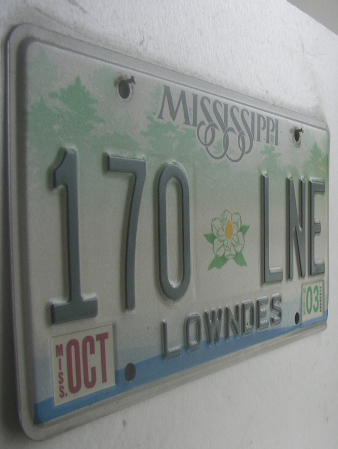 MISSISSIPPI
170 LNE
LOWNDES
MISS. OCT
03